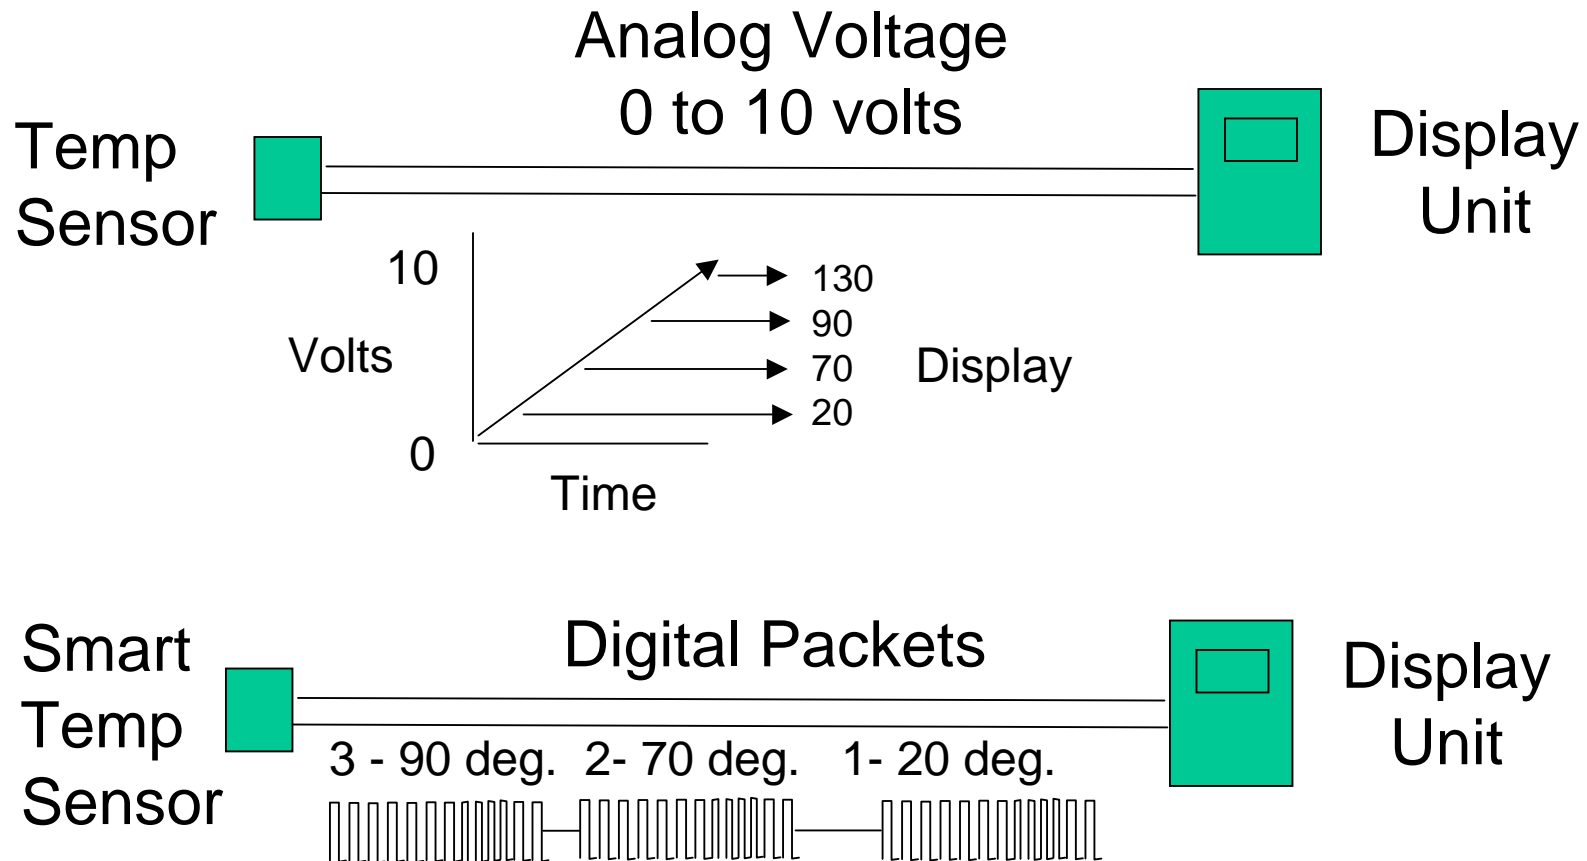 Analog Voltage
0 to 10 volts
Temp
Sensor
Display
Unit
10
Volts
0
Time
130
90
70
20
Display
Smart
Temp
Sensor
Digital Packets
3 - 90 deg. 2- 70 deg. 1- 20 deg.
Display
Unit